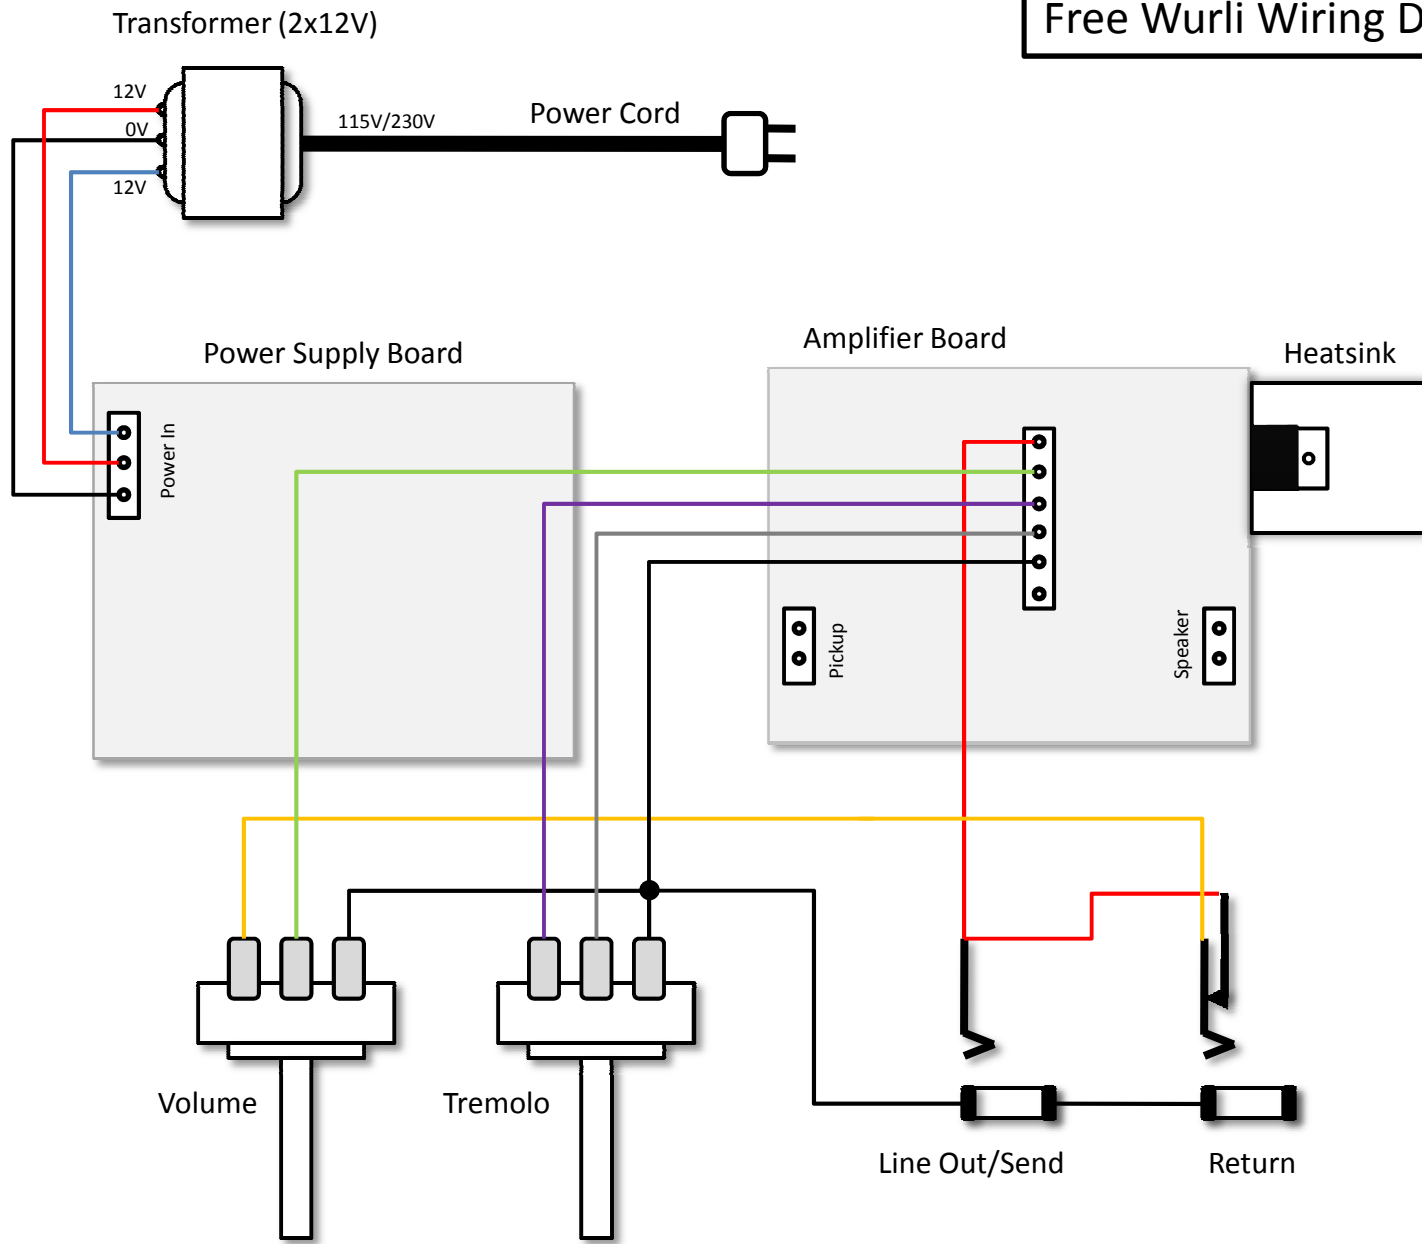 Transformer (2x12V)
Free Wurli Wiring D
12V
0V
12V
115V/230V
Power Cord
Power Supply Board
Amplifier Board
Heatsink
Power In
Pickup
Speaker
Volume
Tremolo
Line Out/Send
Return